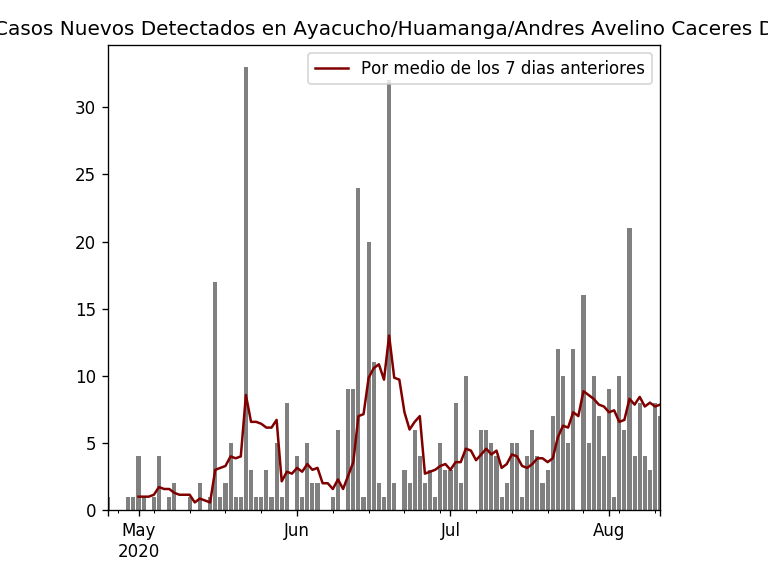 Casos Nuevos Detectados en Ayacucho/Huamanga/Andres Avelino Caceres D
Por medio de los 7 dias anteriores
30
25
20
15
10
5
0
May
Jun
Jul
Aug
2020